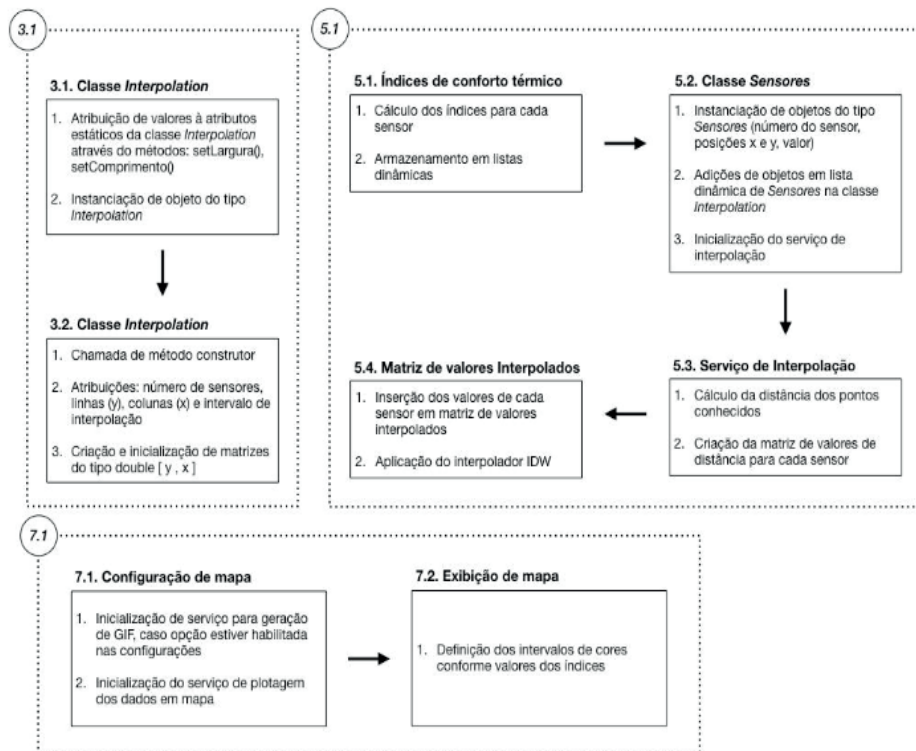 3.1
3.1. Classe Interpolation
1. Atribuição de valores à atributos
estáticos da classe Interpolation
através do métodos: setLargura(),
setComprimento()
2. Instanciação de objeto do tipo
Interpolation
3.2. Classe Interpolation
1. Chamada de método construtor
2. Atribuições: número de sensores,
linhas (y), colunas (x) e intervalo de
interpolação
3. Criação e inicialização de matrizes
do tipo double [ y , x ]
5.1
5.1. Índices de conforto térmico
1. Cálculo dos índices para cada
sensor
2. Armazenamento em listas
dinâmicas
5.2. Classe Sensores
1. Instanciação de objetos do tipo
Sensores (número do sensor,
posições x e y, valor)
2. Adições de objetos em lista
dinâmica de Sensores na classe
Interpolation
3. Inicialização do serviço de
interpolação
5.3. Serviço de Interpolação
1. Cálculo da distância dos pontos
conhecidos
2. Criação da matriz de valores de
distância para cada sensor
5.4. Matriz de valores Interpolados
1. Inserção dos valores de cada
sensor em matriz de valores
interpolados
2. Aplicação do interpolador IDW
7.1
7.1. Configuração de mapa
1. Inicialização de serviço para geração
de GIF, caso opção estiver habilitada
nas configurações
2. Inicialização do serviço de plotagem
dos dados em mapa
7.2. Exibição de mapa
1. Definição dos intervalos de cores
conforme valores dos índices